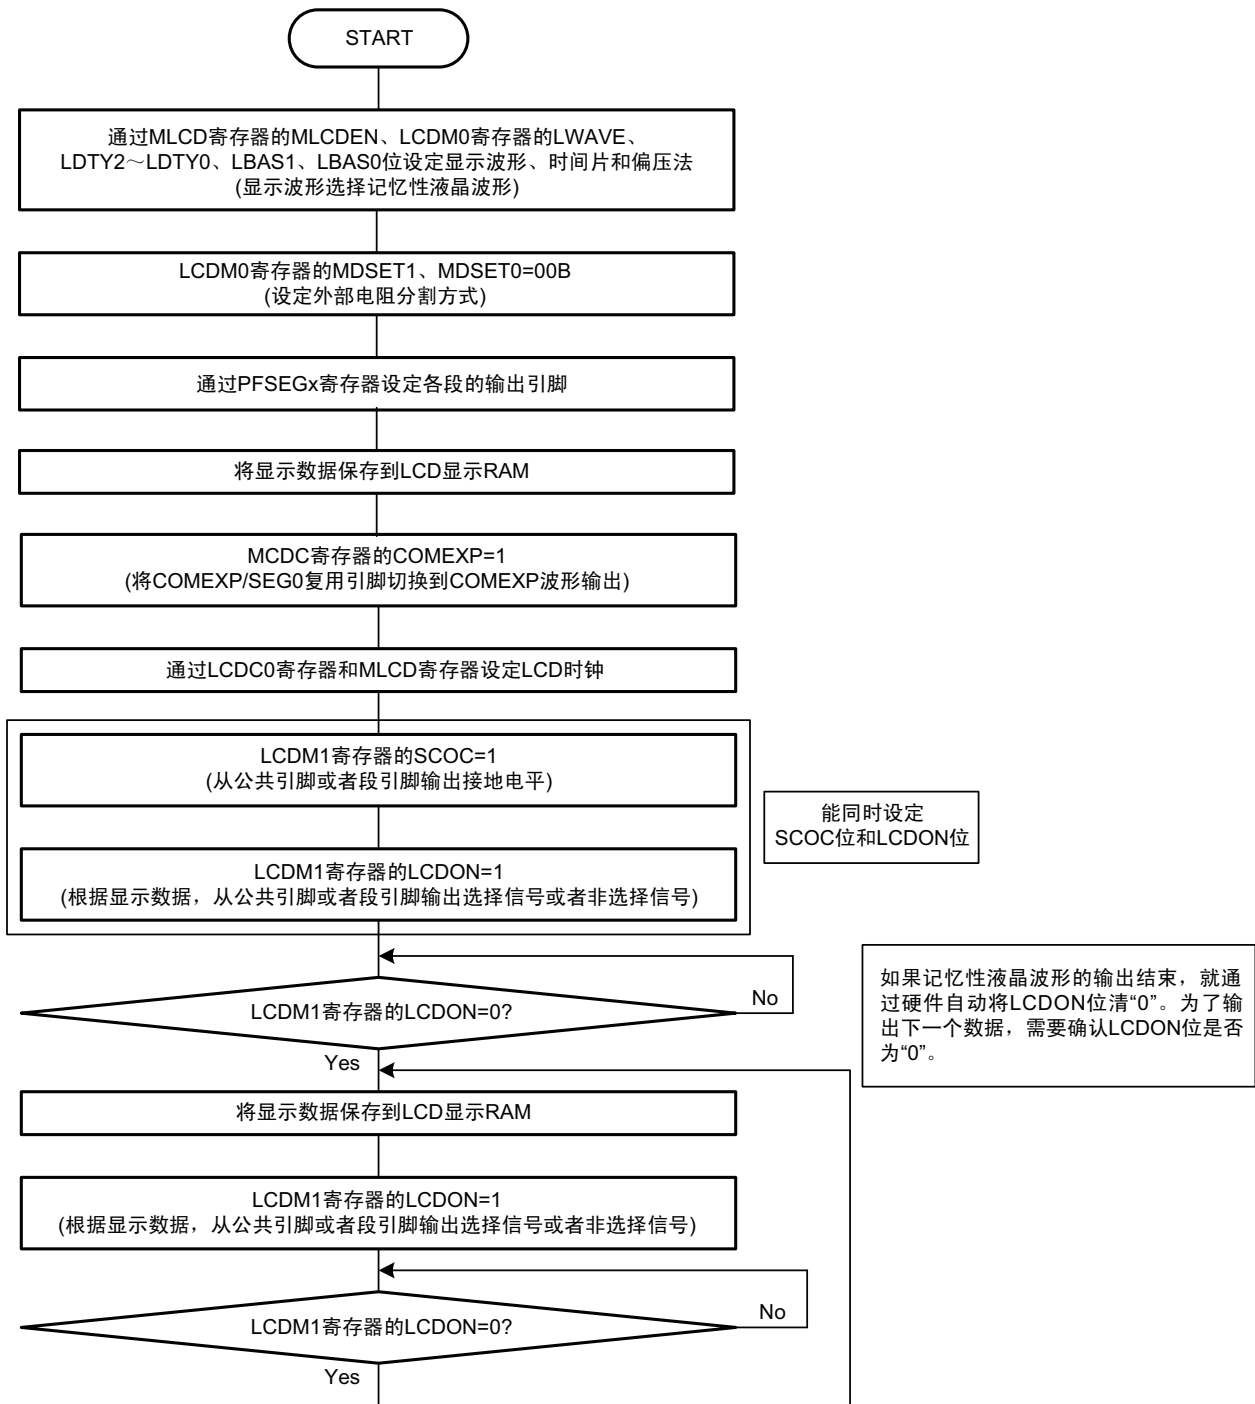 START
通过MLCD寄存器的MLCDEN、LCDM0寄存器的LWAVE、
LDTY2～LDTY0、LBAS1、LBAS0位设定显示波形、时间片和偏压法
(显示波形选择记忆性液晶波形)
LCDM0寄存器的MDSET1、MDSET0=00B
(设定外部电阻分割方式)
通过PFSEGx寄存器设定各段的输出引脚
将显示数据保存到LCD显示RAM
MCDC寄存器的COMEXP=1
(将COMEXP/SEG0复用引脚切换到COMEXP波形输出)
通过LCDC0寄存器和MLCD寄存器设定LCD时钟
LCDM1寄存器的SCOC=1
(从公共引脚或者段引脚输出接地电平)
能同时设定
SCOC位和LCDON位
LCDM1寄存器的LCDON=1
(根据显示数据，从公共引脚或者段引脚输出选择信号或者非选择信号)
LCDM1寄存器的LCDON=0?
No
Yes
如果记忆性液晶波形的输出结束，就通
过硬件自动将LCDON位清“0”。为了输
出下一个数据，需要确认LCDON位是否
为“0”。
将显示数据保存到LCD显示RAM
LCDM1寄存器的LCDON=1
(根据显示数据，从公共引脚或者段引脚输出选择信号或者非选择信号)
LCDM1寄存器的LCDON=0?
No
Yes